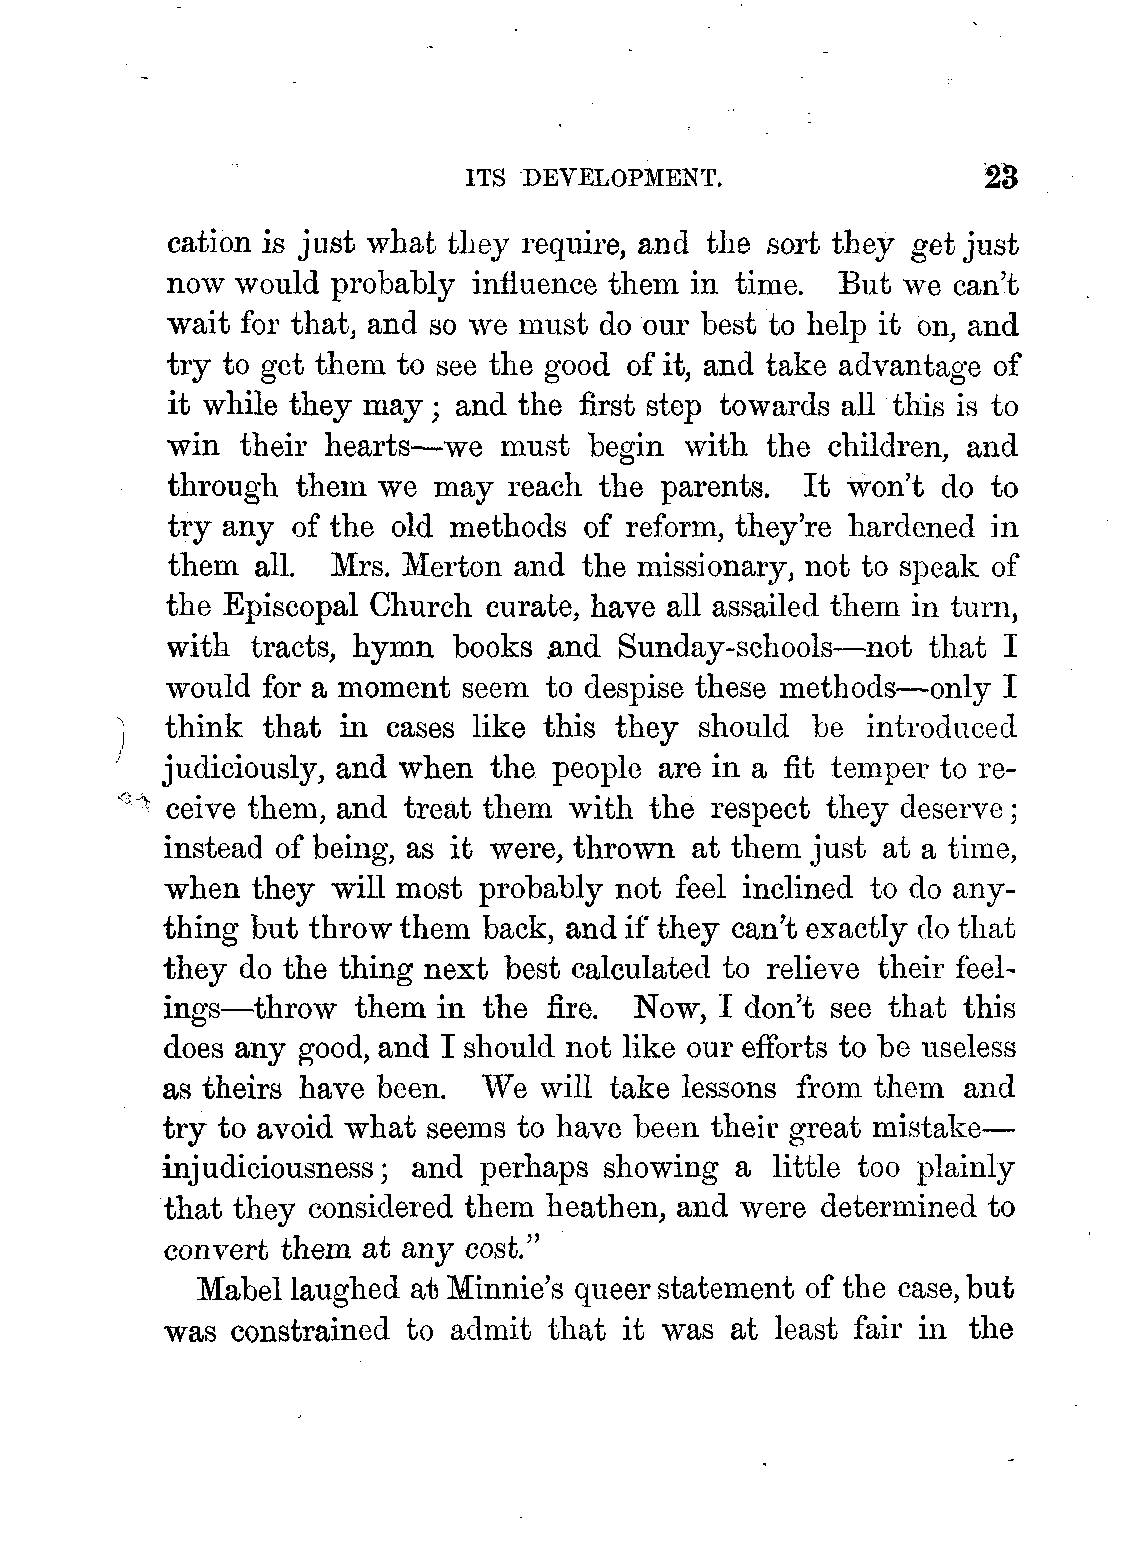 ITS DEVELOPMENT. 23
cation is just what they require, and the sort they get just
now would probably influence them in time. But we can't
wait for that, and so we must do our best to help it on, and
try to get them to see the good of it, and take advantage of
it while they may; and the first step towards all this is to
win their hearts—we must begin with the children, and
through them we may reach the parents. It won't do to
try any of the old methods of reform, they're hardened in
them all. Mrs. Merton and the missionary, not to speak of
the Episcopal Church curate, have all assailed them in turn,
with tracts, hymn books and Sunday-schools—not that I
would for a moment seem to despise these methods—only I
think that in cases like this they should be introduced
judiciously, and when the people are in a fit temper to re-
ceive them, and treat them with the respect they deserve;
instead of being, as it were, thrown at them just at a time,
when they will most probably not feel inclined to do any-
thing but throw them back, and if they can't exactly do that
they do the thing next best calculated to relieve their feel-
ings—throw them in the fire. Now, I don't see that this
does any good, and I should not like our efforts to be useless
as theirs have been. We will take lessons from them and
try to avoid what seems to have been their great mistake—
injudiciousness; and perhaps showing a little too plainly
that they considered them heathen, and were determined to
convert them at any cost."
Mabel laughed at Minnie's queer statement of the case, but
was constrained to admit that it was at least fair in the